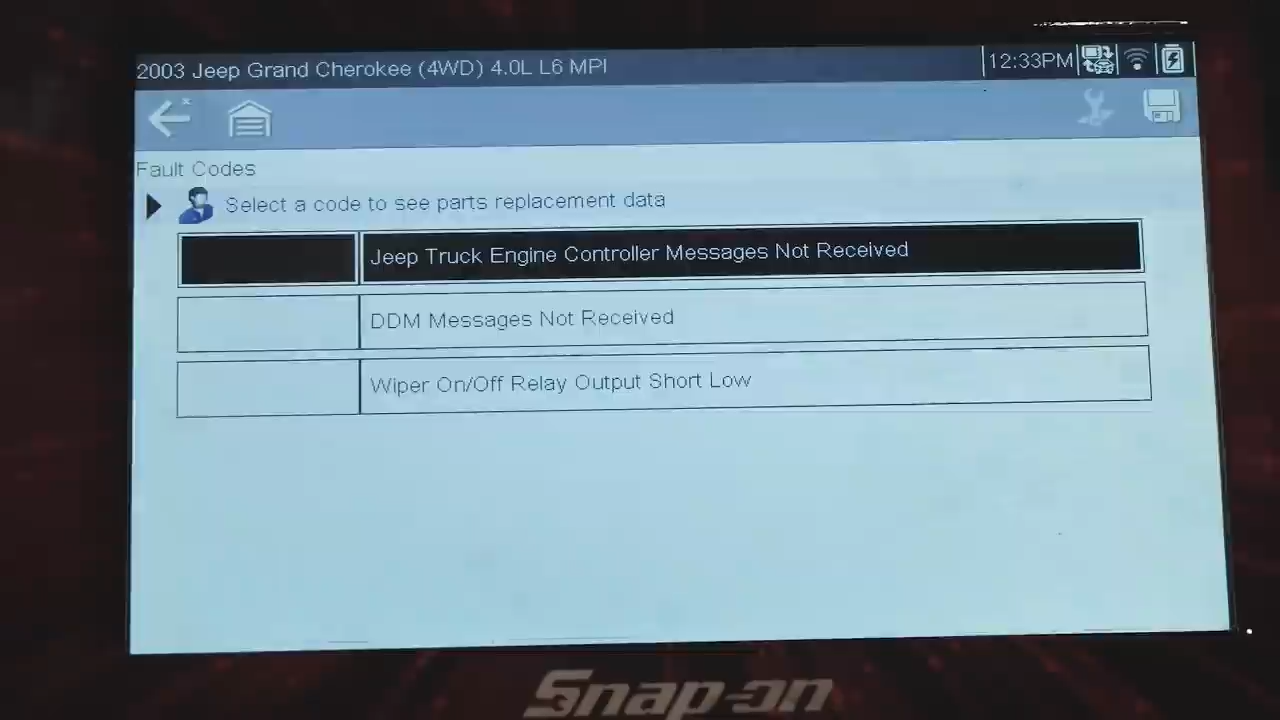 2003 Jeep Grand Cherokee (4WD) 4.0L L6 MPI 12:33PM
Fault Codes
Select a code to see parts replacement data
Jeep Truck Engine Controller Messages Not Received
DDM Messages Not Received
Wiper On/Off Relay Output Short Low
Snap-on